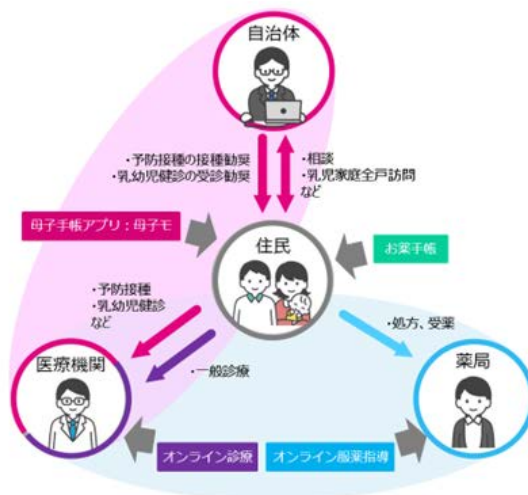 自治体
・予防接種の接種勧奨
・乳幼児健診の受診勧奨
・相談
・乳児家庭全戸訪問
など
母子手帳アプリ：母子モ
住民
お薬手帳
・予防接種
・乳幼児健診
など
・処方、受薬
医療機関
・一般診療
薬局
オンライン診療
オンライン服薬指導